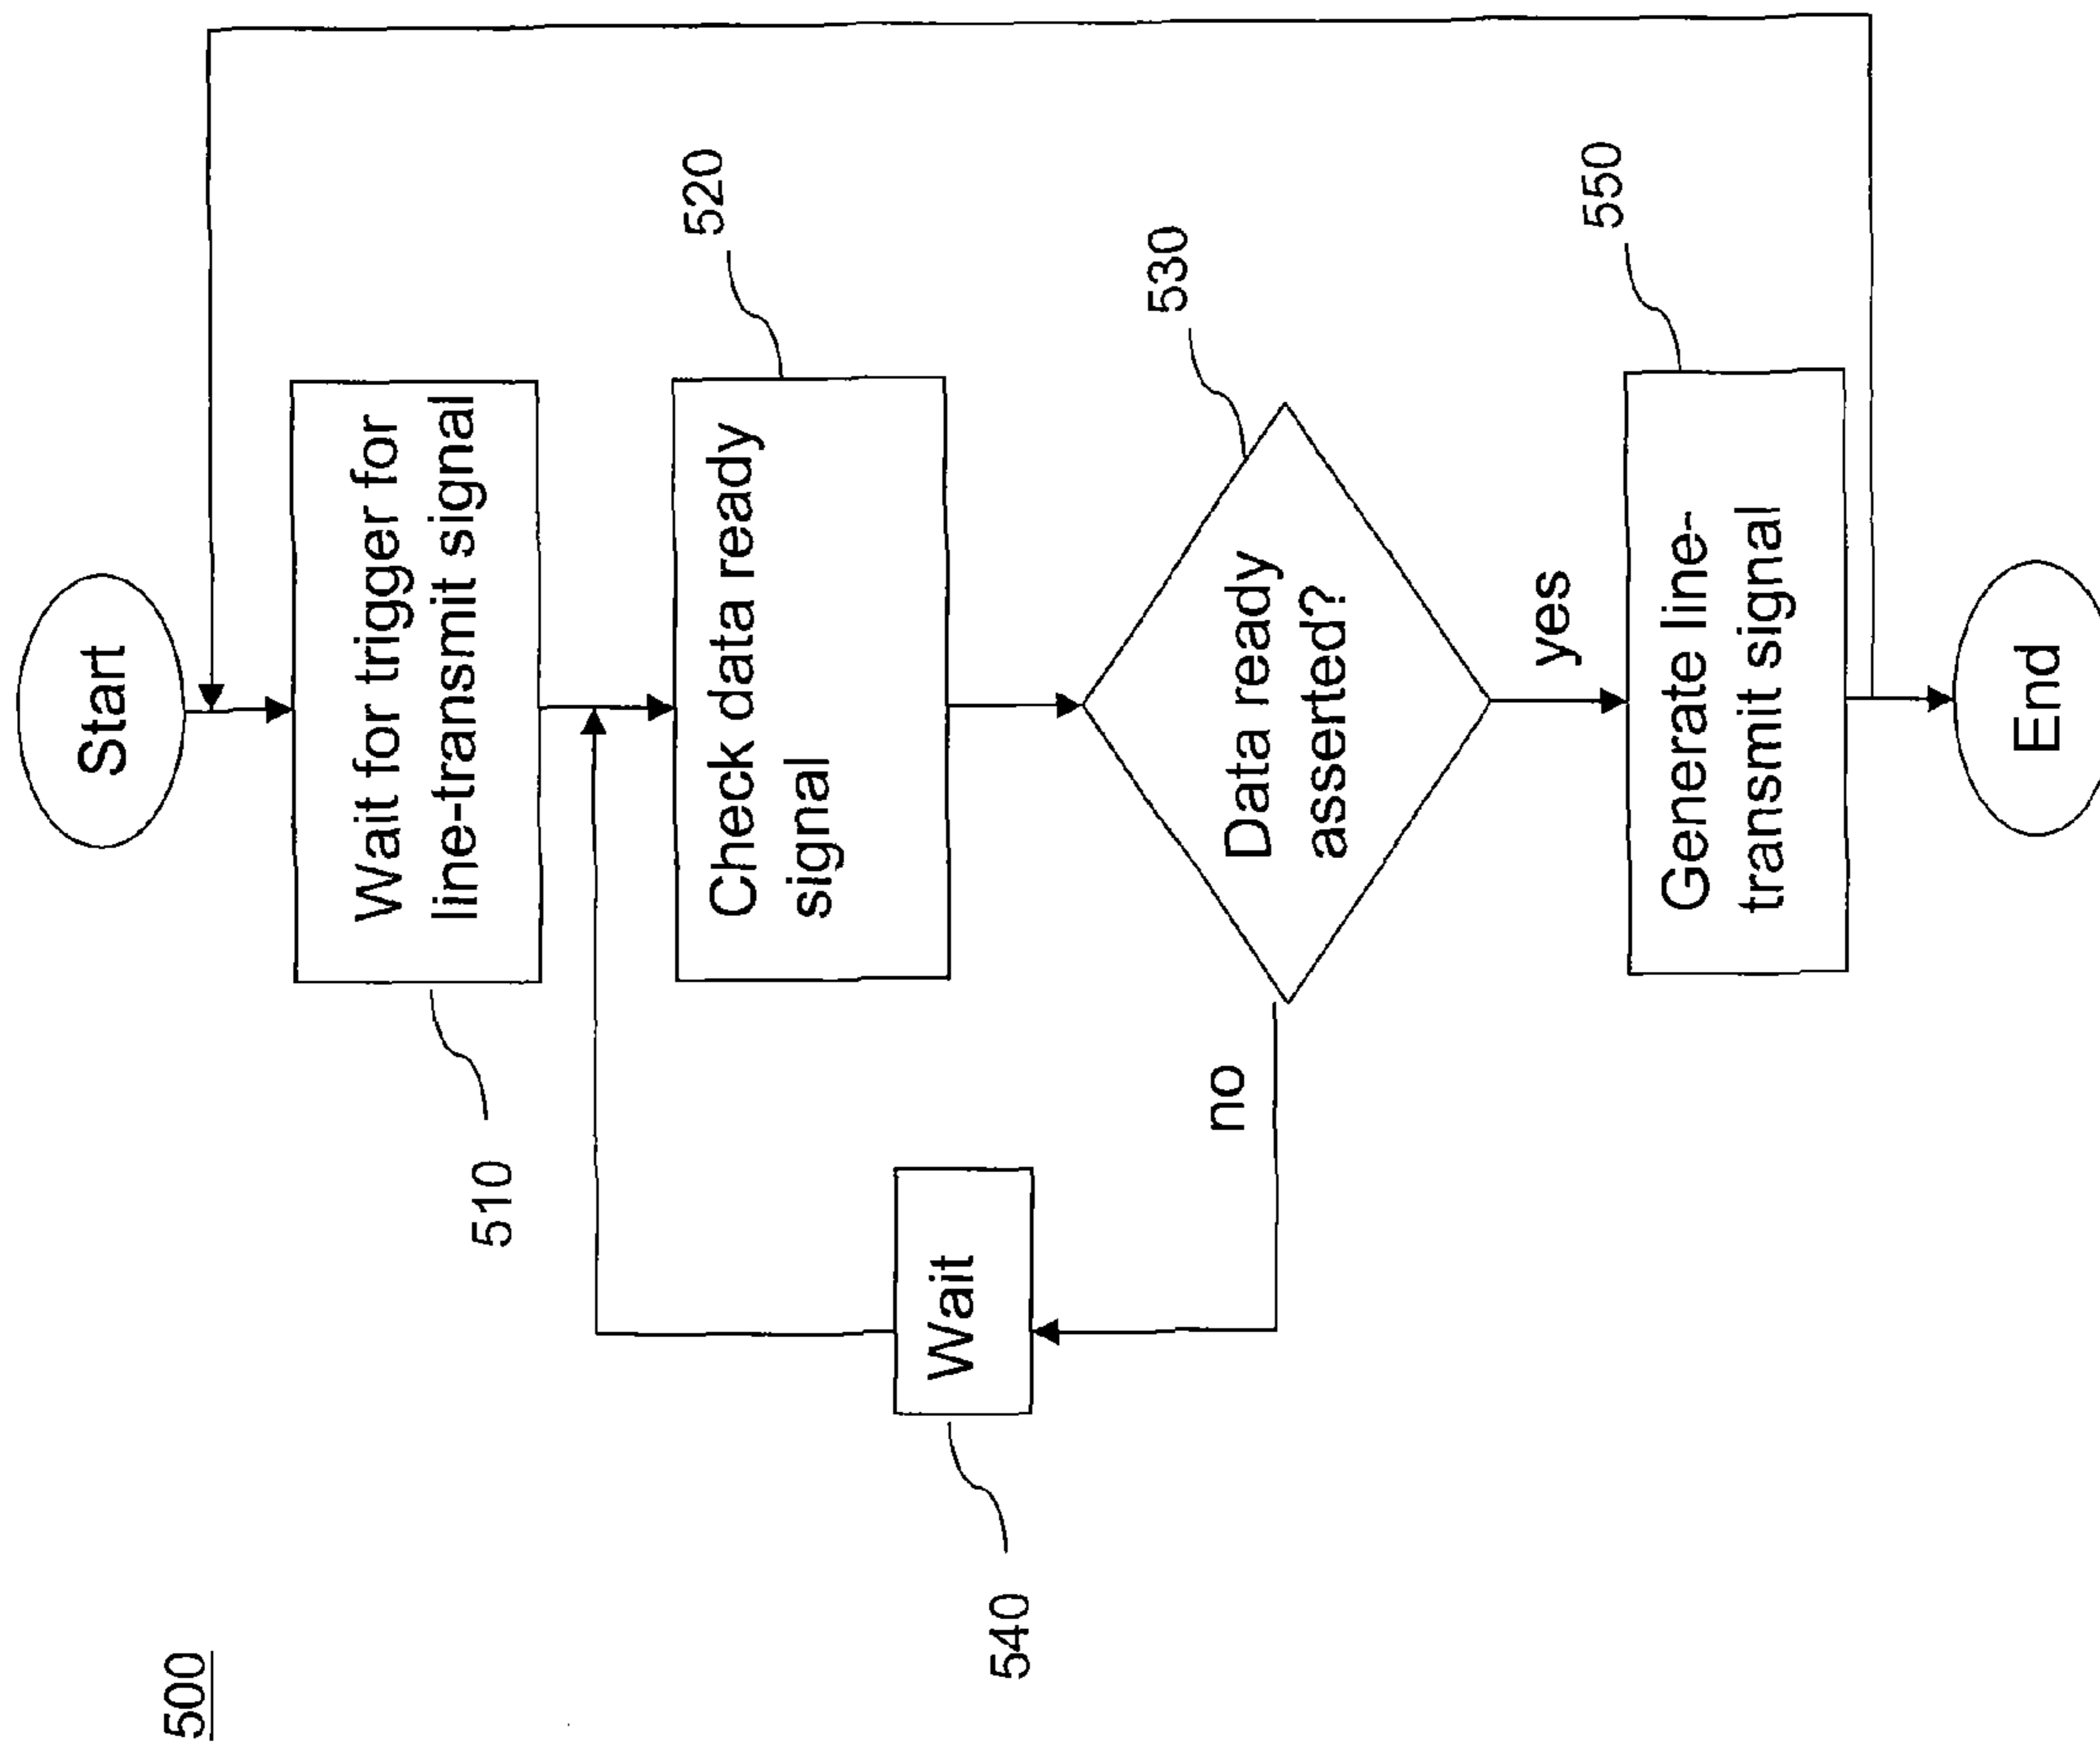 500
Start
Wait for trigger for
line-transmit signal
510
Check data ready
signal
520
Data ready
asserted?
530
no
Wait
540
yes
Generate line-
transmit signal
550
End